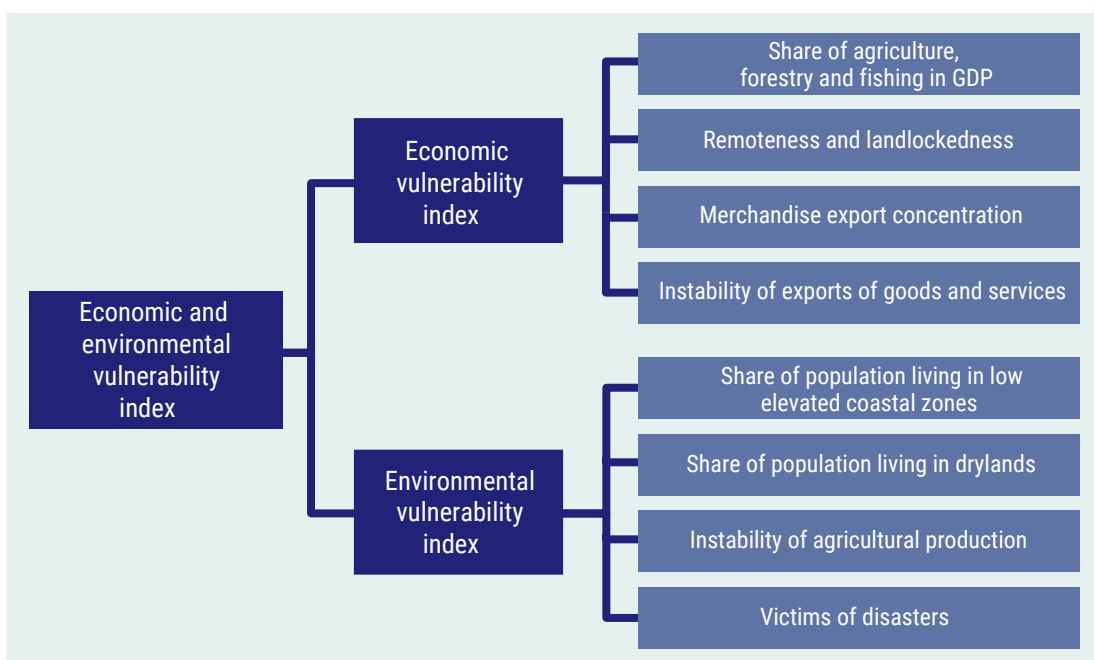 Economic and
environmental
vulnerability
index
Economic
vulnerability
index
Share of agriculture,
forestry and fishing in GDP
Remoteness and landlockedness
Merchandise export concentration
Instability of exports of goods and services
Environmental
vulnerability
index
Share of population living in low
elevated coastal zones
Share of population living in drylands
Instability of agricultural production
Victims of disasters